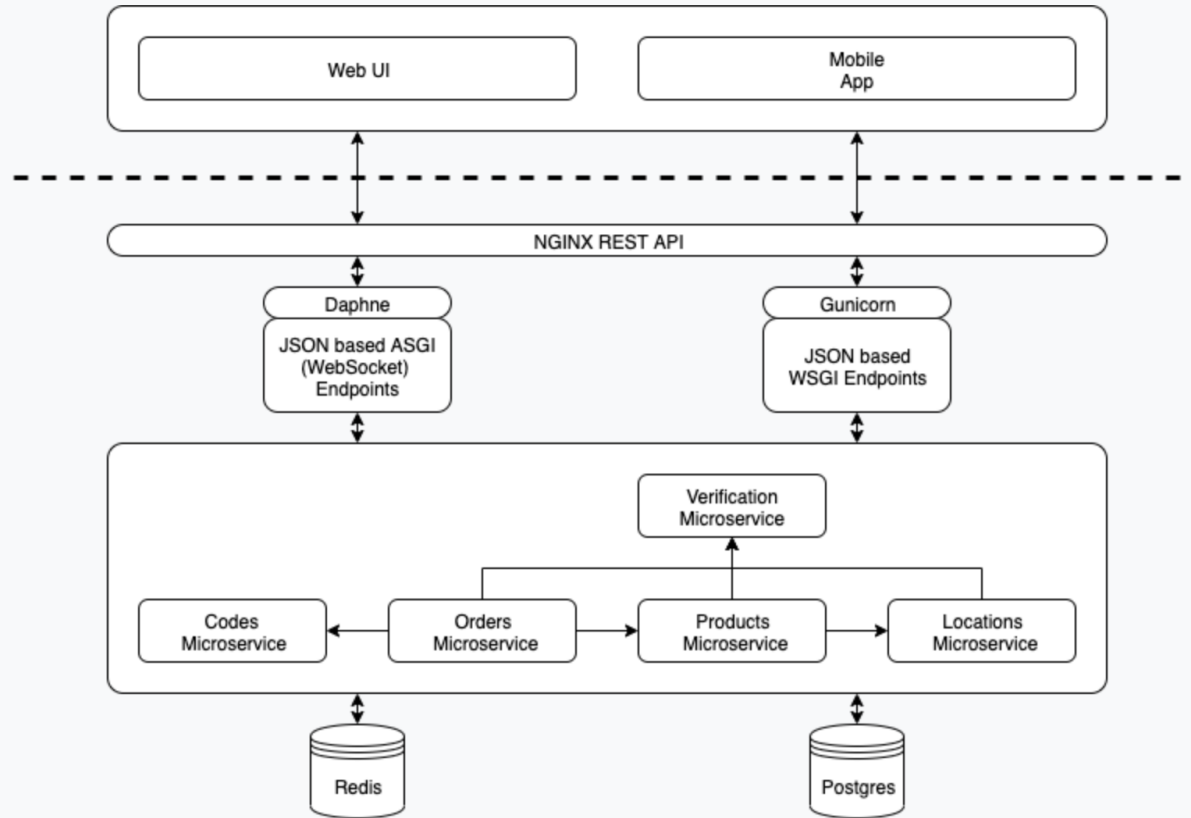 Web UI
Mobile
App
NGINX REST API
Daphne
Gunicorn
JSON based ASGI
(WebSocket)
Endpoints
JSON based
WSGI Endpoints
Verification
Microservice
Codes
Microservice
Orders
Microservice
Products
Microservice
Locations
Microservice
Redis
Postgres